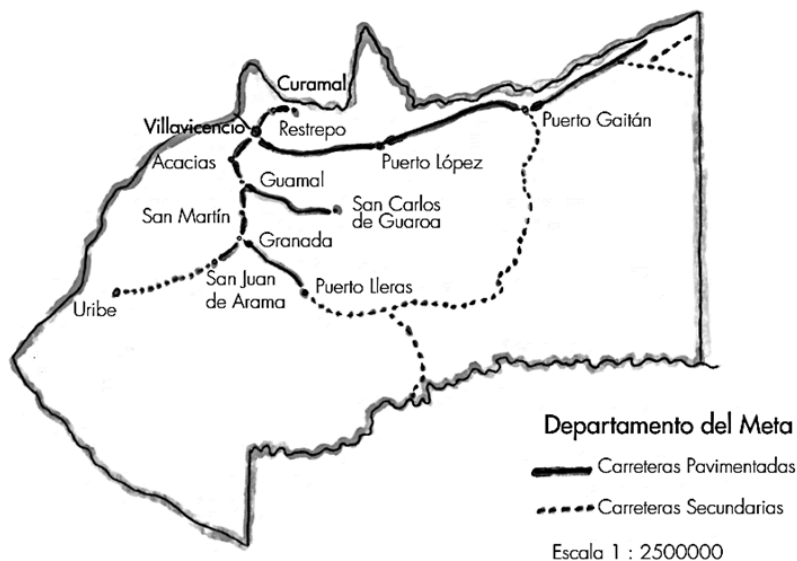 Curamal
Villavicencio
Restrepo
Puerto Gaitán
Acacias
Puerto López
Guamal
San Carlos
de Guaroa
San Martín
Granada
San Juan
de Arama
Puerto Lleras
Uribe
Departamento del Meta
Carreteras Pavimentadas
Carreteras Secundarias
Escala 1 : 2500000